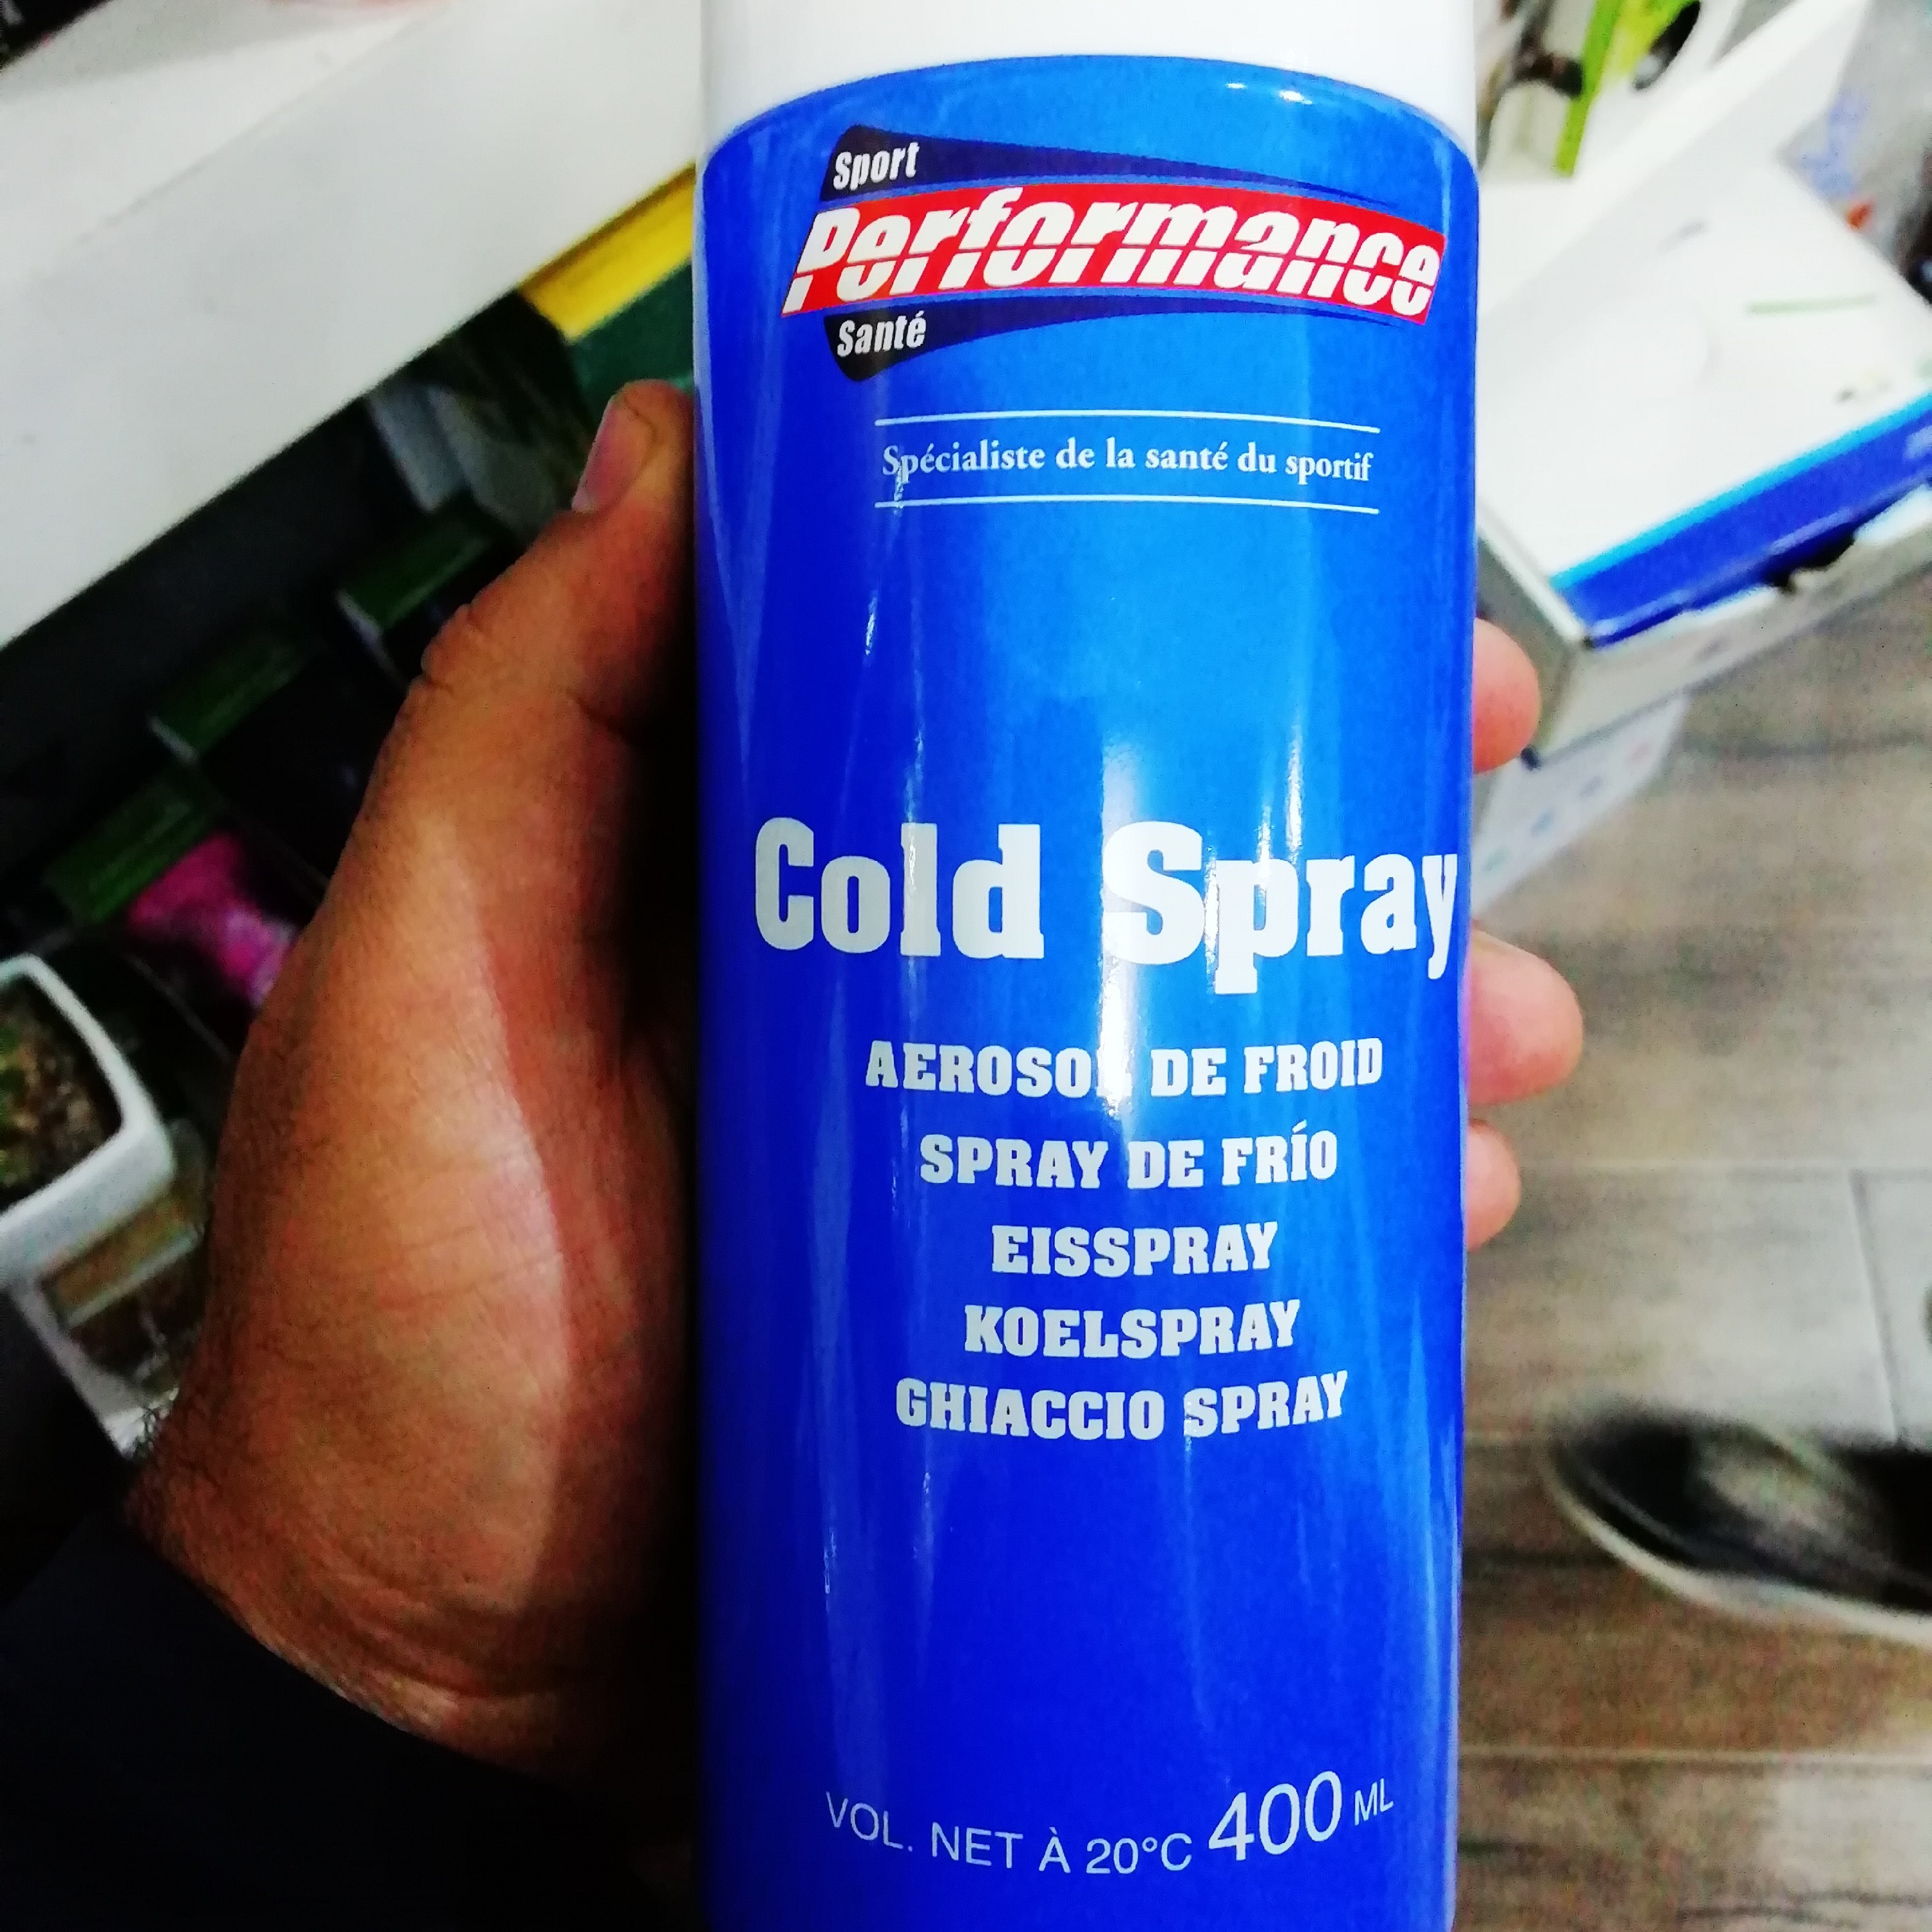 Sport
Performance
Santé
Spécialiste de la santé du sportif
Cold Spray
AEROSOL DE FROID
SPRAY DE FRÍO
EISSPRAY
KOELSPRAY
GHIACCIO SPRAY
VOL. NET À 20°C 400 ML